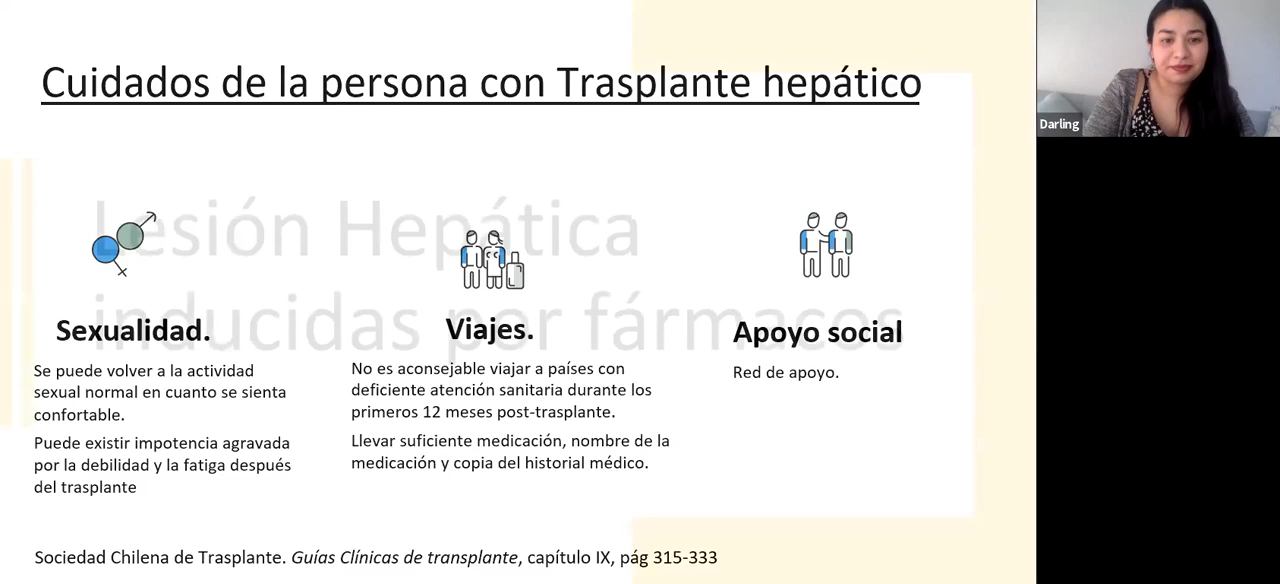 Cuidados de la persona con Trasplante hepático
Lesión Hepática
inducidas por fármacos
Sexualidad.
Se puede volver a la actividad
sexual normal en cuanto se sienta
confortable.
Puede existir impotencia agravada
por la debilidad y la fatiga después
del trasplante
Viajes.
No es aconsejable viajar a países con
deficiente atención sanitaria durante los
primeros 12 meses post-trasplante.
Llevar suficiente medicación, nombre de la
medicación y copia del historial médico.
Apoyo social
Red de apoyo.
Sociedad Chilena de Trasplante. Guías Clínicas de transplante, capítulo IX, pág 315-333
Darling